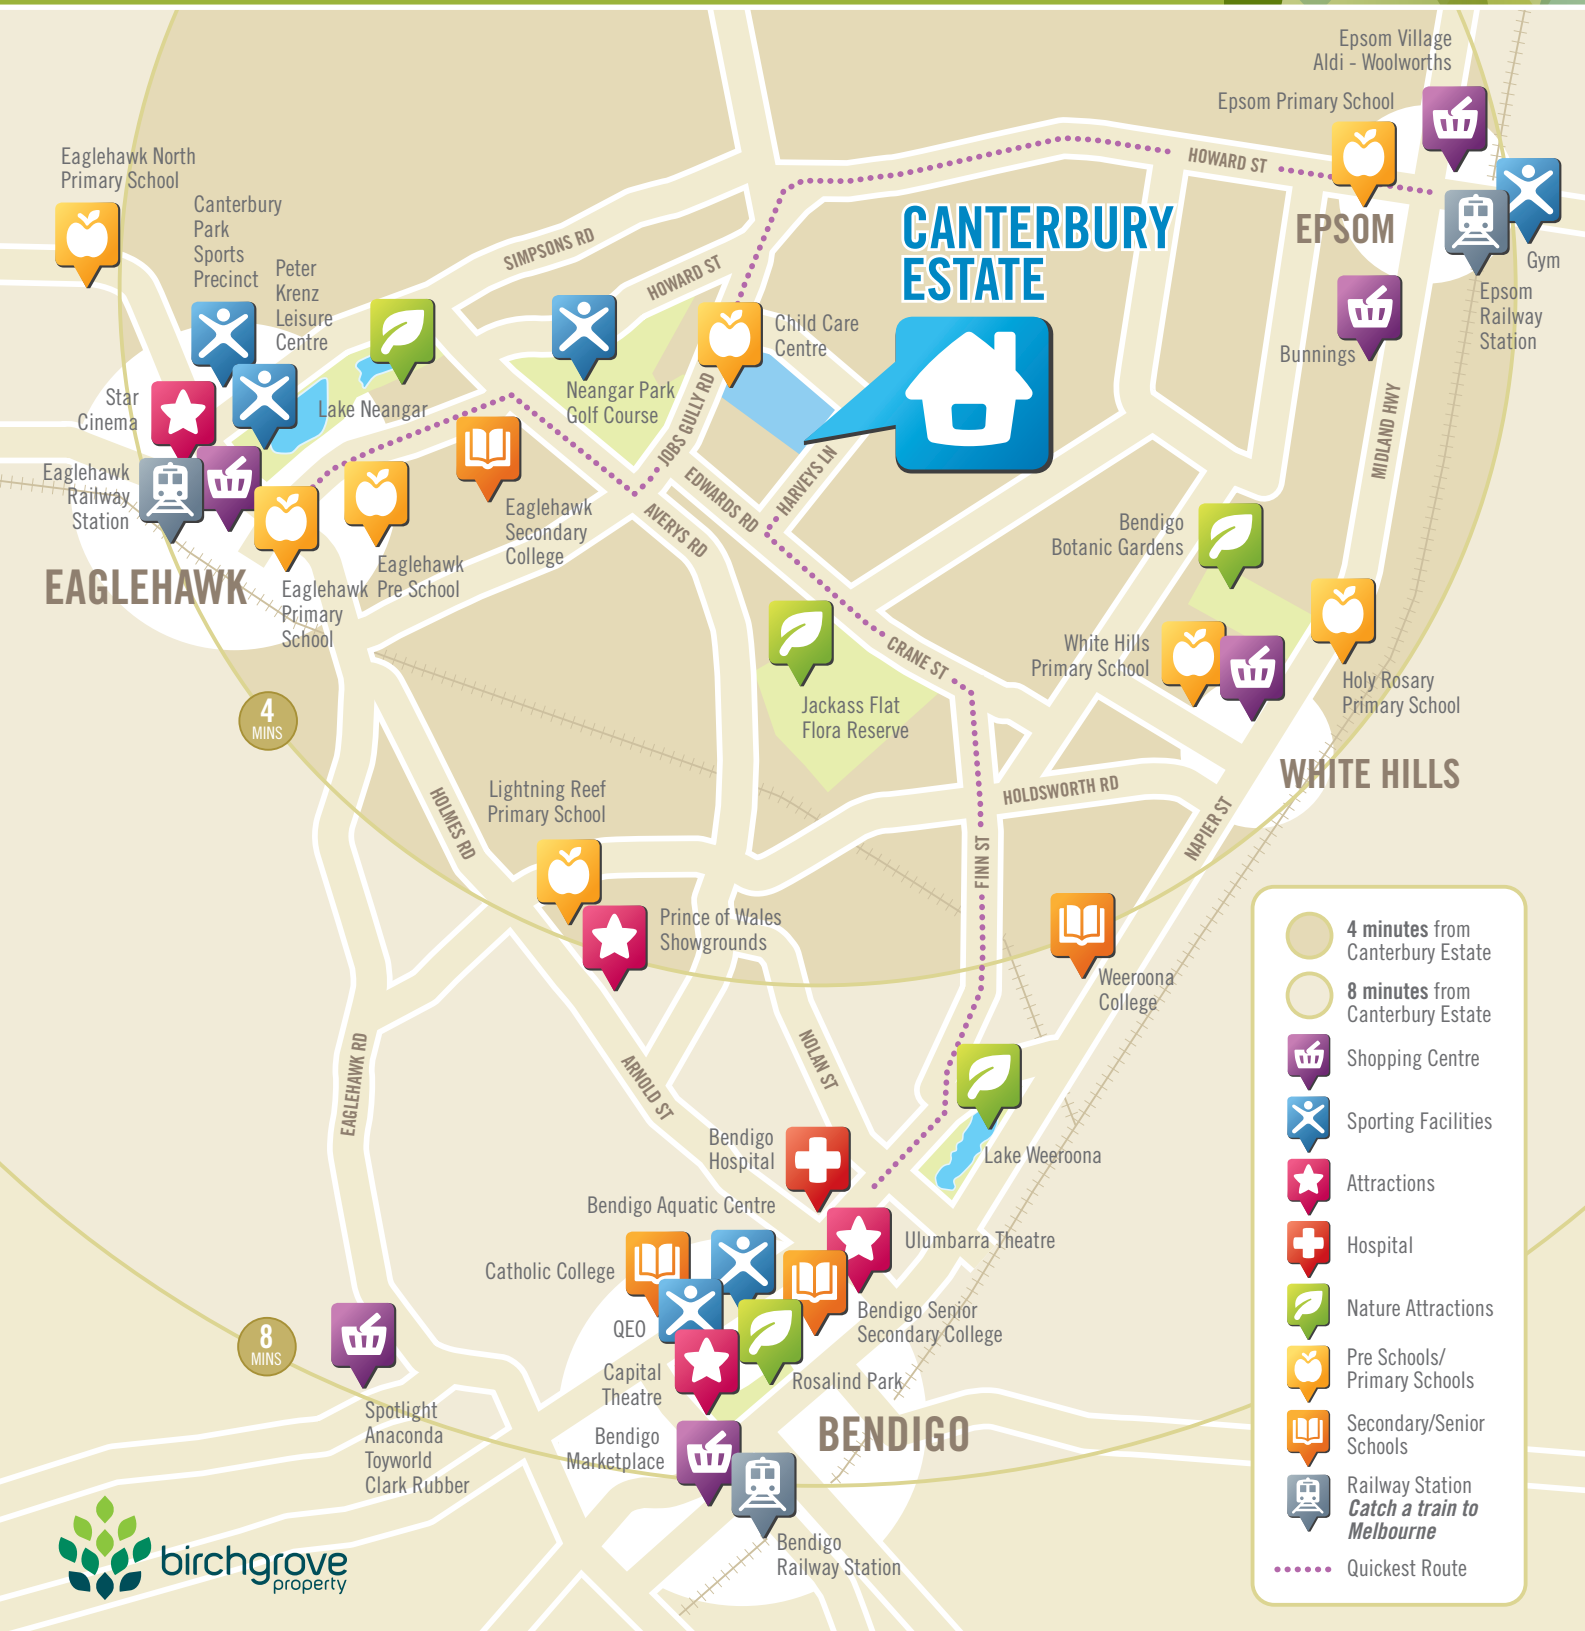 Epsom Village
Aldi - Woolworths
Epsom Primary School
HOWARD ST
EPSOM
Gym
Epsom
Railway
Station
Bunnings
MIDLAND HWY
Eaglehawk North
Primary School
Canterbury
Park
Sports
Precinct
Peter
Krenz
Leisure
Centre
SIMPSONS RD
HOWARD ST
CANTERBURY
ESTATE
Child Care
Centre
Star
Cinema
Lake Neangar
Neangar Park
Golf Course
JOBS GULLY RD
HARVEYS LN
EDWARDS RD
AVERYS RD
Eaglehawk
Railway
Station
Eaglehawk
Secondary
College
EAGLEHAWK
Eaglehawk
Primary
School
Eaglehawk
Pre School
Bendigo
Botanic Gardens
White Hills
Primary School
CRANE ST
Holy Rosary
Primary School
Jackass Flat
Flora Reserve
4
MINS
WHITE HILLS
HOLDSWORTH RD
NAPIER ST
HOLMES RD
Lightning Reef
Primary School
FINN ST
Prince of Wales
Showgrounds
Weeroona
College
EAGLEHAWK RD
ARNOLD ST
NOLAN ST
Bendigo
Hospital
Lake Weeroona
Bendigo Aquatic Centre
Ulumbarra Theatre
Catholic College
QEO
Bendigo Senior
Secondary College
Capital
Theatre
Rosalind Park
8
MINS
Spotlight
Anaconda
Toyworld
Clark Rubber
Bendigo
Marketplace
BENDIGO
Bendigo
Railway Station
birchgrove
property
4 minutes from
Canterbury Estate
8 minutes from
Canterbury Estate
Shopping Centre
Sporting Facilities
Attractions
Hospital
Nature Attractions
Pre Schools/
Primary Schools
Secondary/Senior
Schools
Railway Station
Catch a train to
Melbourne
Quickest Route